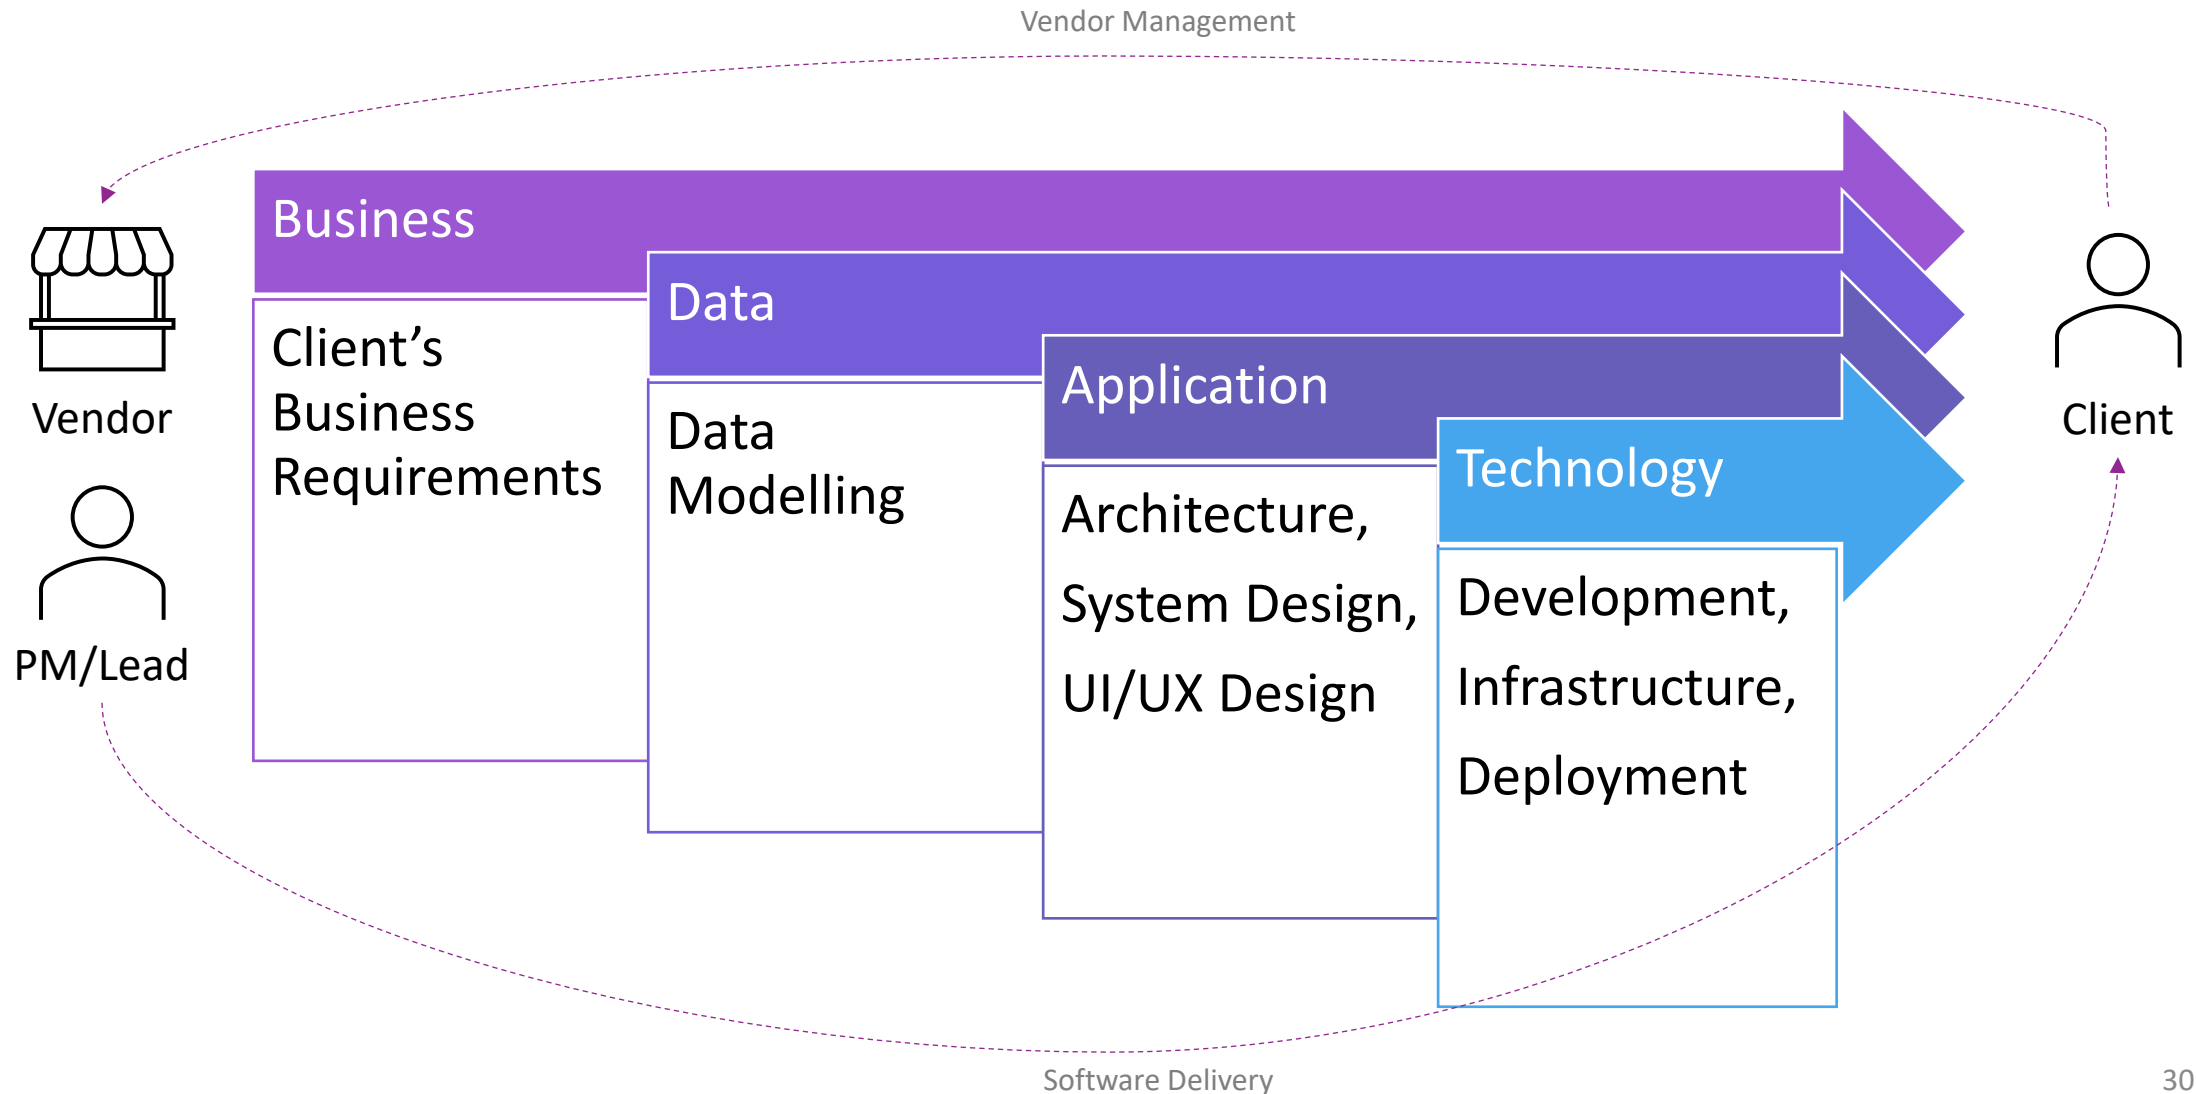 Vendor Management
Business
Data
Client’s
Business
Requirements
Application
Vendor
Client
Data
Modelling
Technology
Architecture,
System Design,
UI/UX Design
Development,
Infrastructure,
Deployment
PM/Lead
Software Delivery
30